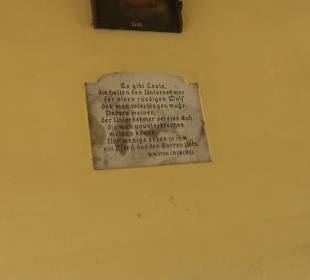 Es gibt Leute,
die halten den Unternehmer
für einen räudigen Wolf
den man totschlagen müße,
Andere meinen,
der Unternehmer sei eine Kuh,
die man ununterbrochen
melken könne.
Nur wenige sehen in ihm
ein Pferd, das den Karren zieht.
WINSTON CHURCHILL